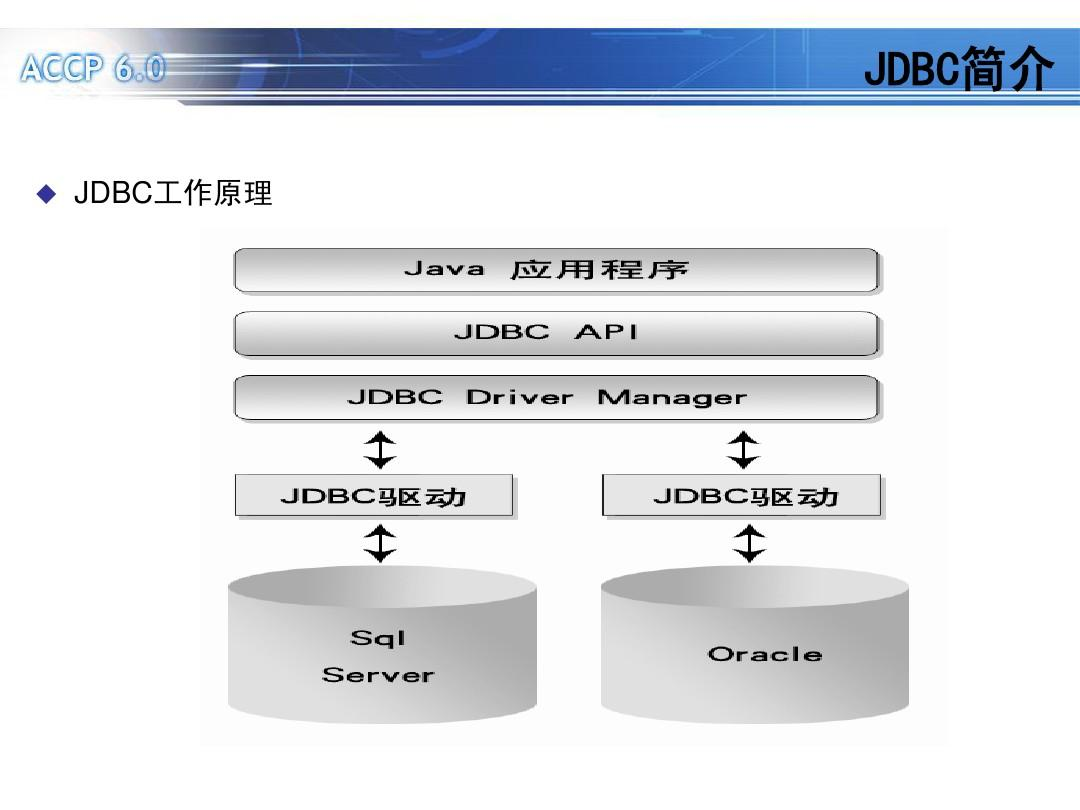 ACCP 6.0
JDBC简介
JDBC工作原理
Java 应用程序
JDBC API
JDBC Driver Manager
JDBC驱动
JDBC驱动
Sql
Server
Oracle